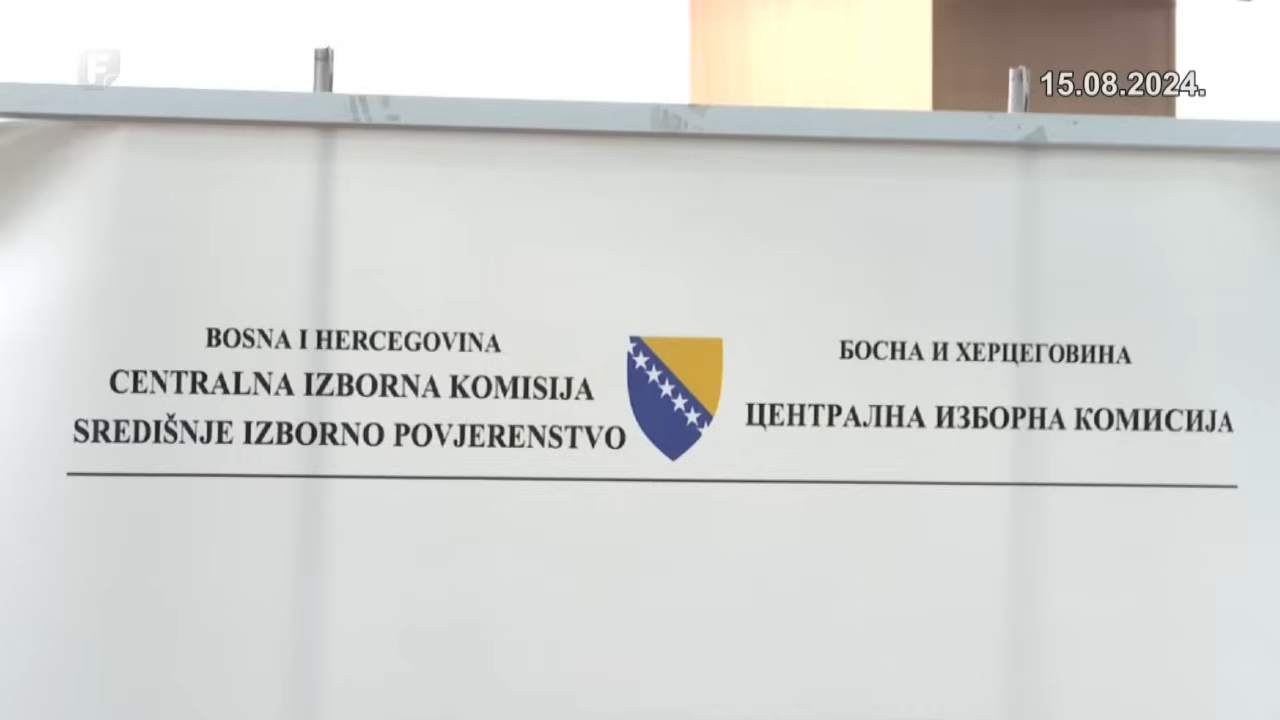 15.08.2024.
BOSNA I HERCEGOVINA
CENTRALNA IZBORNA KOMISIJA
SREDIŠNJE IZBORNO POVJERENSTVO
БОСНА И ХЕРЦЕГОВИНА
ЦЕНТРАЛНА ИЗБОРНА КОМИСИЈА